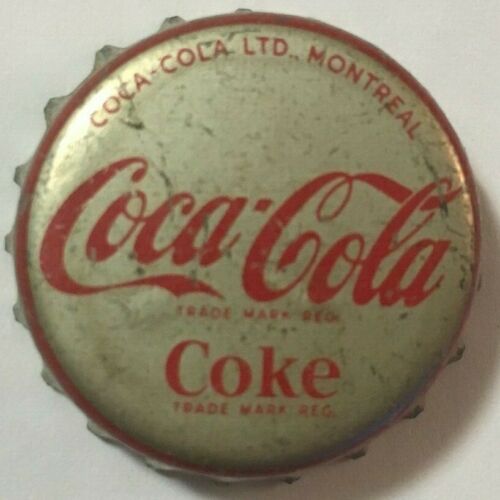 COCA-COLA LTD., MONTREAL
Coca-Cola
TRADE MARK REG.
Coke
TRADE MARK REG.